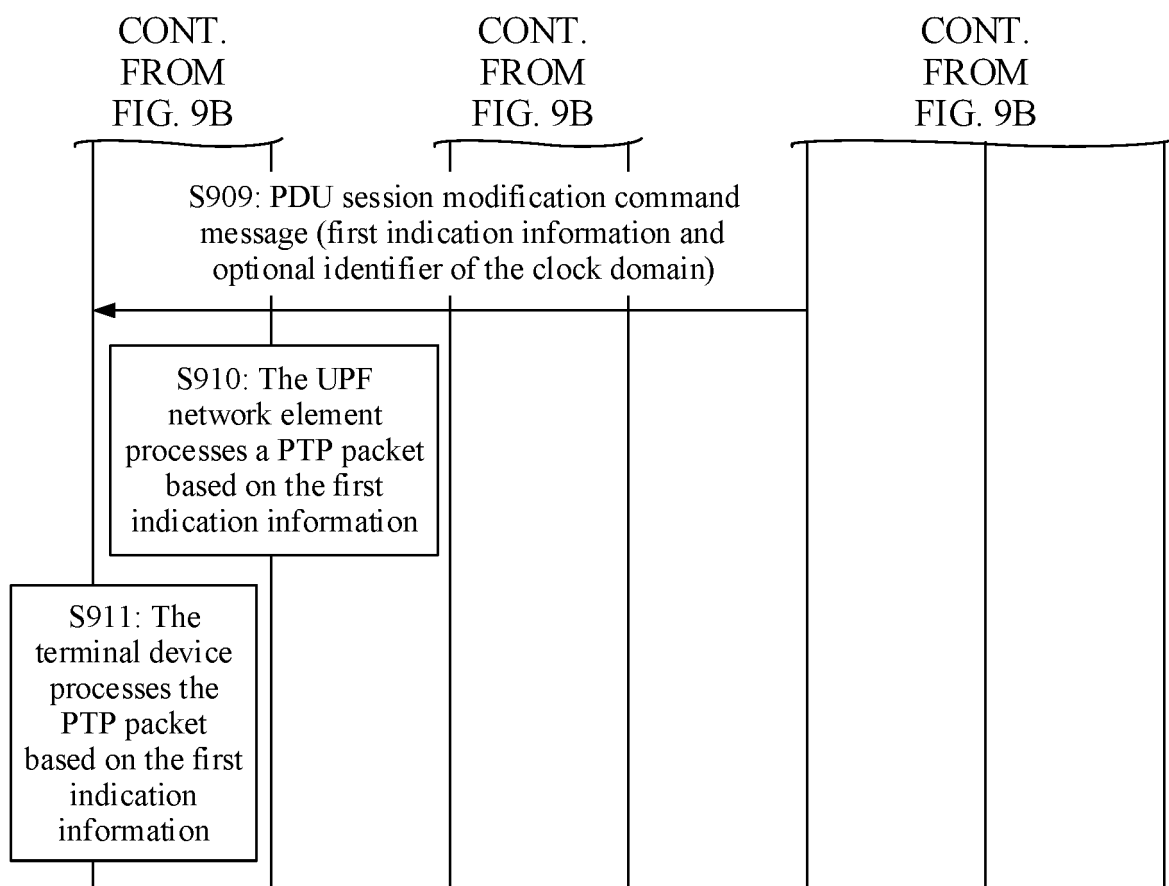 CONT.
FROM
FIG. 9B
CONT.
FROM
FIG. 9B
CONT.
FROM
FIG. 9B
S909: PDU session modification command
message (first indication information and
optional identifier of the clock domain)
S910: The UPF
network element
processes a PTP packet
based on the first
indication information
S911: The
terminal device
processes the
PTP packet
based on the first
indication
information